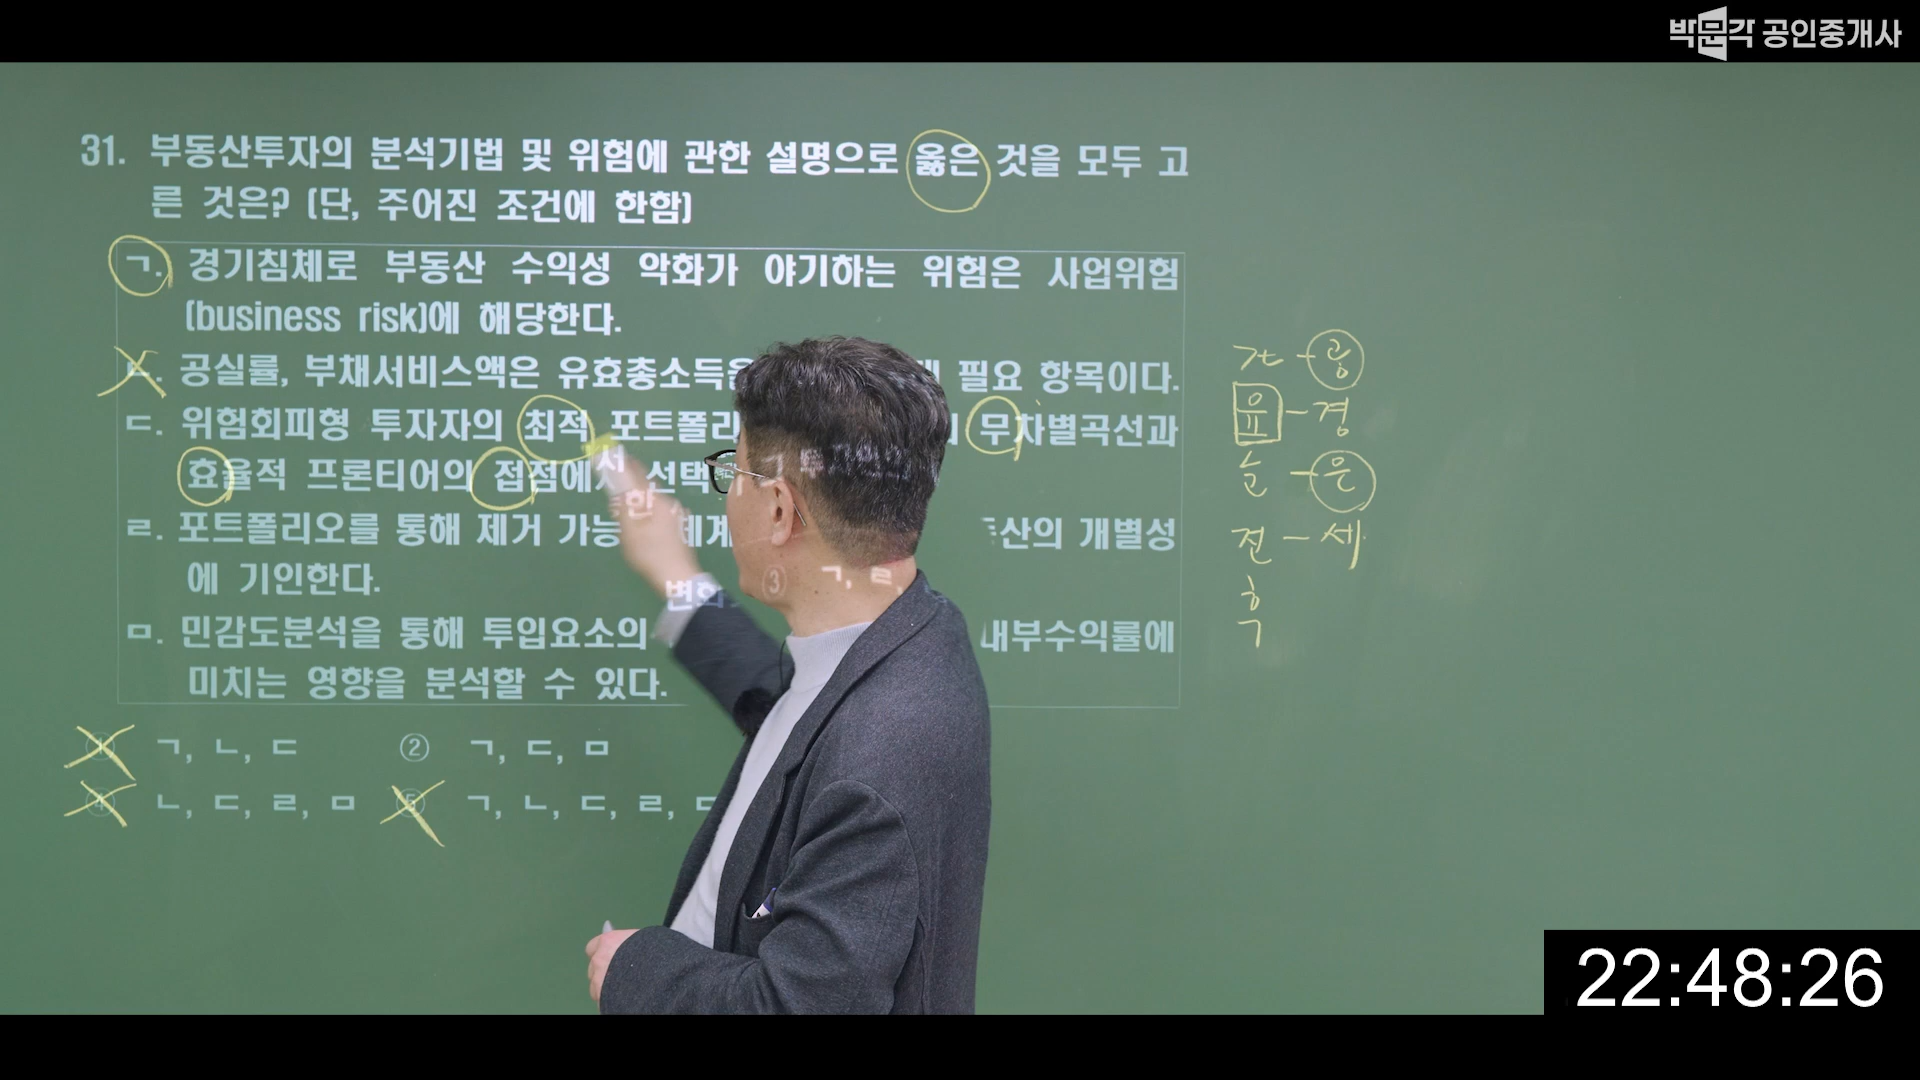 박문각 공인중개사
31. 부동산투자의 분석기법 및 위험에 관한 설명으로 옳은 것을 모두 고
른 것은? (단, 주어진 조건에 한함)
ㄱ. 경기침체로 부동산 수익성 악화가 야기하는 위험은 사업위험
(business risk)에 해당한다.
ㄴ. 공실률, 부채서비스액은 유효총소득을 필요 항목이다.
ㄷ. 위험회피형 투자자의 최적 무차별곡선과
효율적 프론티어의 접점에서 선택
ㄹ. 포트폴리오를 통해 제거 개별성
에 기인한다.
ㅁ. 민감도분석을 통해 투입요소의 변화 내부수익률에
미치는 영향을 분석할 수 있다.
① ㄱ, ㄴ, ㄷ ② ㄱ, ㄷ, ㅁ ③ ㄱ, ㄹ,
④ ㄴ, ㄷ, ㄹ, ㅁ ⑤ ㄱ, ㄴ, ㄷ, ㄹ, ㅁ
가 - 공
유 - 경
순 - 은
전 - 세
후
22:48:26